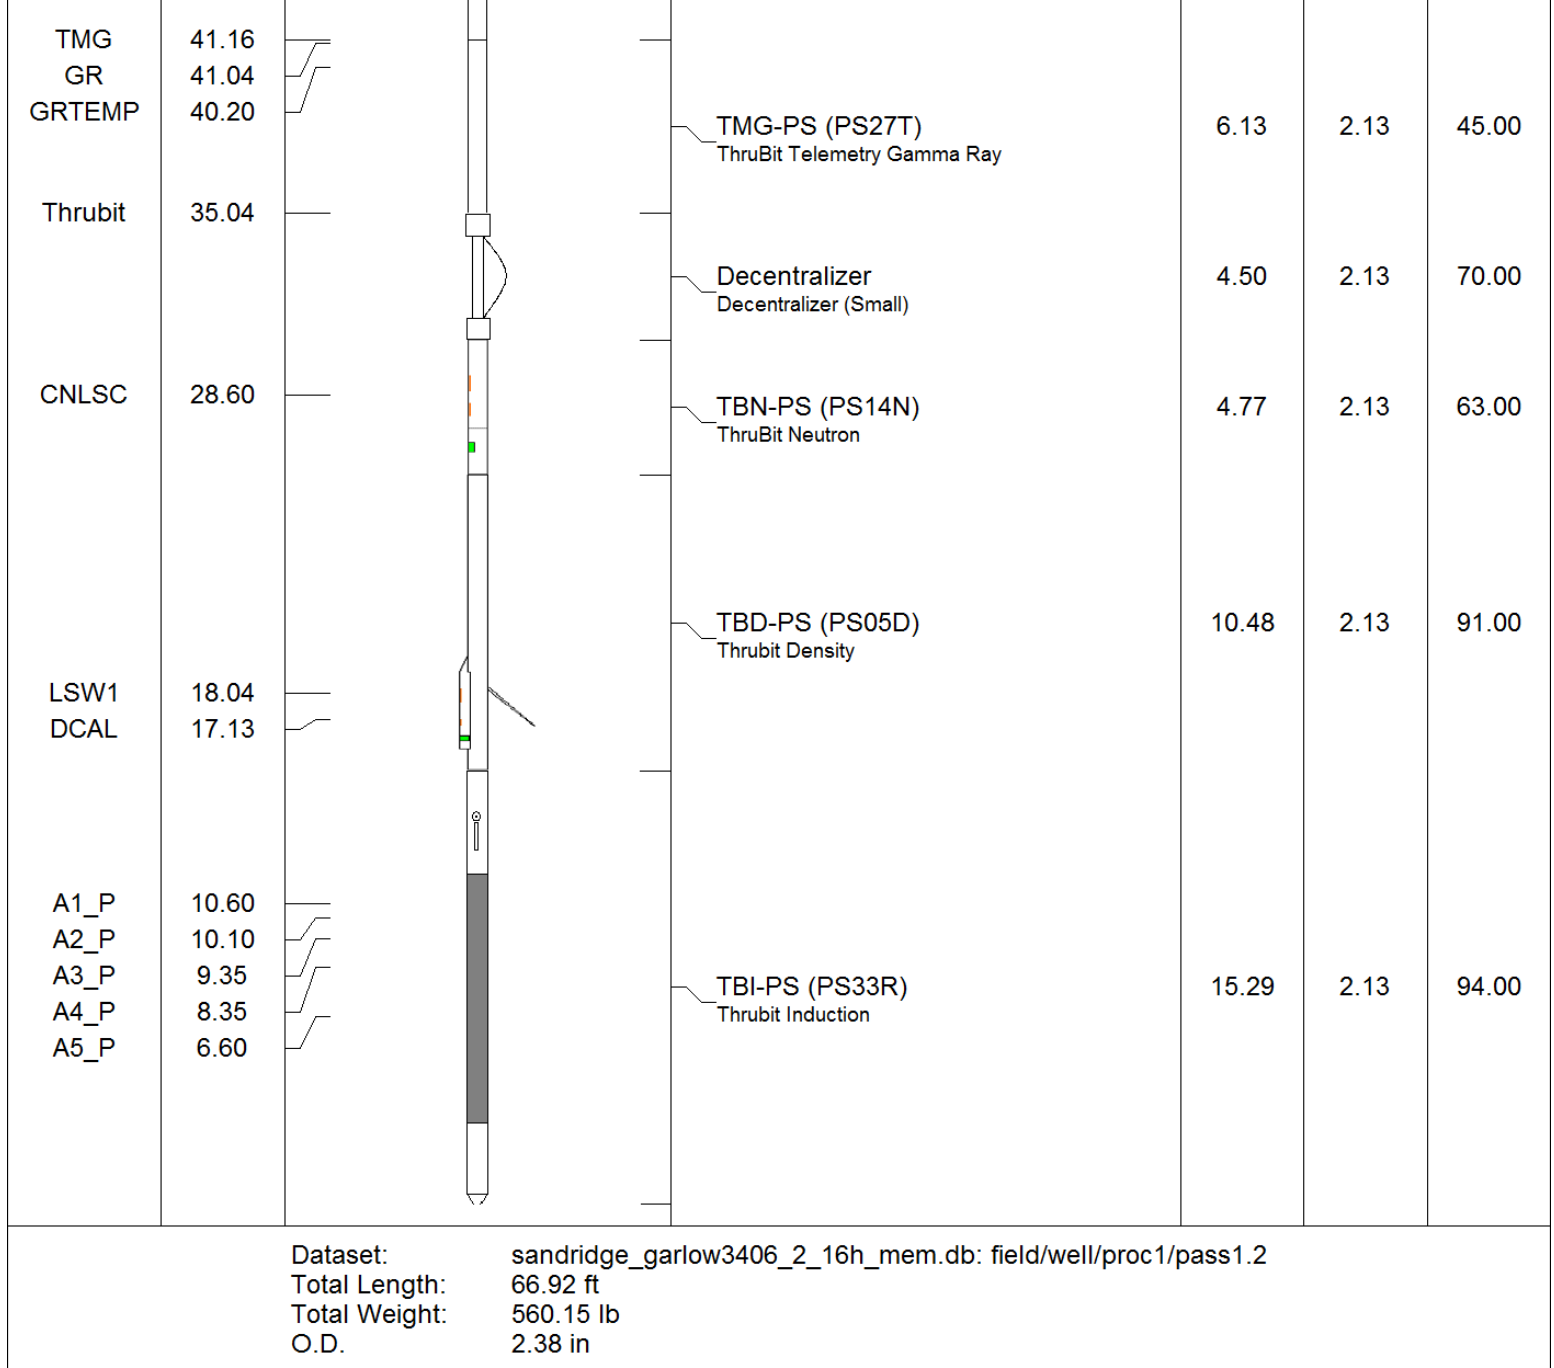 TMG 41.16
GR 41.04
GRTEMP 40.20
TMG-PS (PS27T) 6.13 2.13 45.00
ThruBit Telemetry Gamma Ray
Thrubit 35.04
Decentralizer 4.50 2.13 70.00
Decentralizer (Small)
CNLSC 28.60
TBN-PS (PS14N) 4.77 2.13 63.00
ThruBit Neutron
TBD-PS (PS05D) 10.48 2.13 91.00
Thrubit Density
LSW1 18.04
DCAL 17.13
A1_P 10.60
A2_P 10.10
A3_P 9.35
TBI-PS (PS33R) 15.29 2.13 94.00
A4_P 8.35
Thrubit Induction
A5_P 6.60
Dataset: sandridge_garlow3406_2_16h_mem.db: field/well/proc1/pass1.2
Total Length: 66.92 ft
Total Weight: 560.15 lb
O.D. 2.38 in